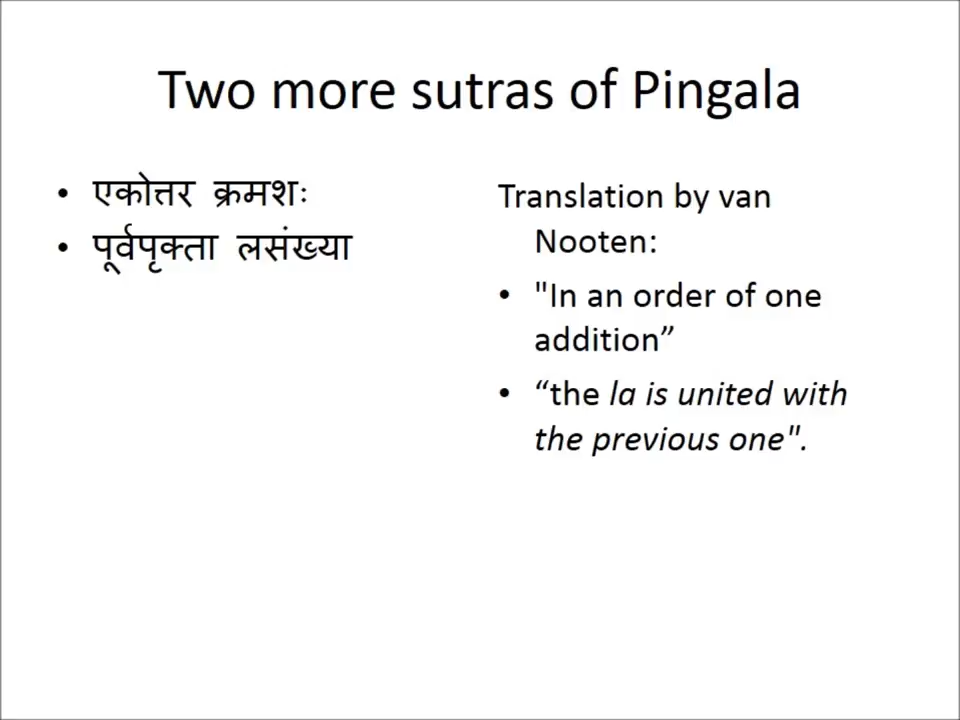 Two more sutras of Pingala
• एकोत्तर क्रमशः
• पूर्वपृक्ता लसंख्या
Translation by van
Nooten:
• "In an order of one
addition”
• “the la is united with
the previous one".